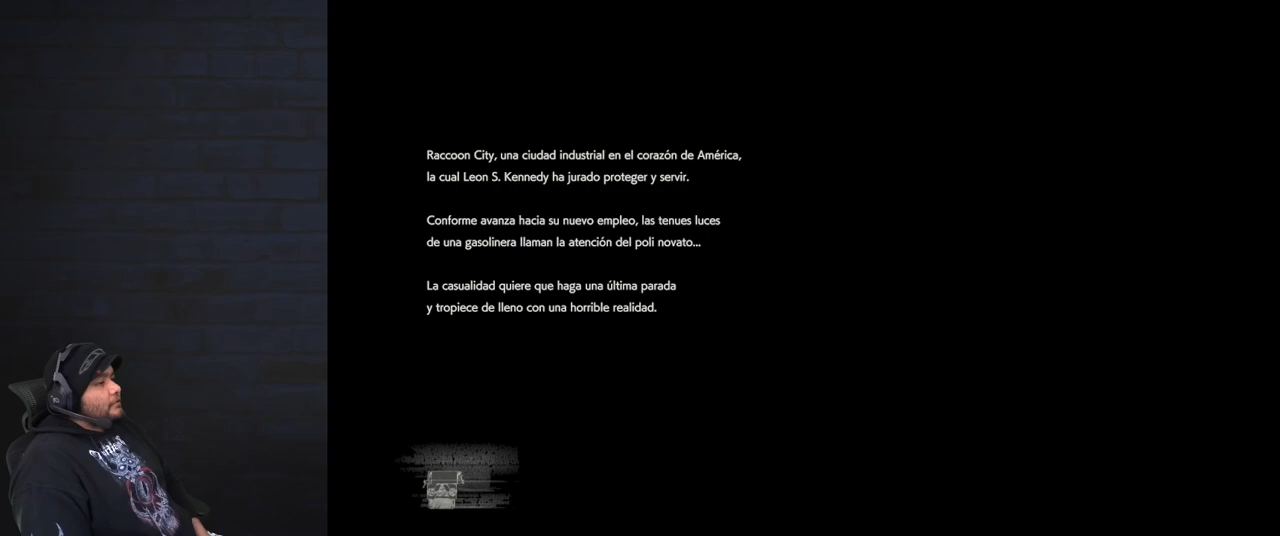 Raccoon City, una ciudad industrial en el corazón de América,
la cual Leon S. Kennedy ha jurado proteger y servir.
Conforme avanza hacia su nuevo empleo, las tenues luces
de una gasolinera llaman la atención del poli novato...
La casualidad quiere que haga una última parada
y tropiece de lleno con una horrible realidad.